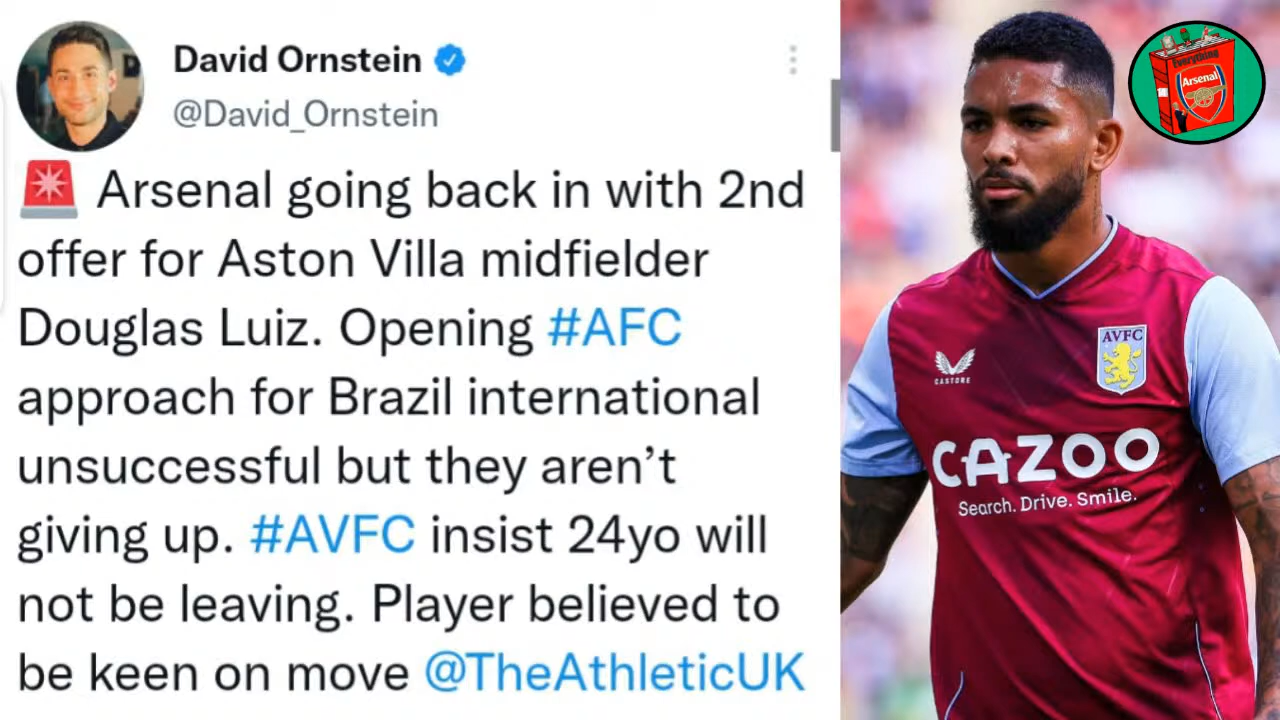 David Ornstein
@David_Ornstein
🚨 Arsenal going back in with 2nd
offer for Aston Villa midfielder
Douglas Luiz. Opening #AFC
approach for Brazil international
unsuccessful but they aren’t
giving up. #AVFC insist 24yo will
not be leaving. Player believed to
be keen on move @TheAthleticUK
Everything
Arsenal
AVFC
CASTORE
CAZOO
Search. Drive. Smile.